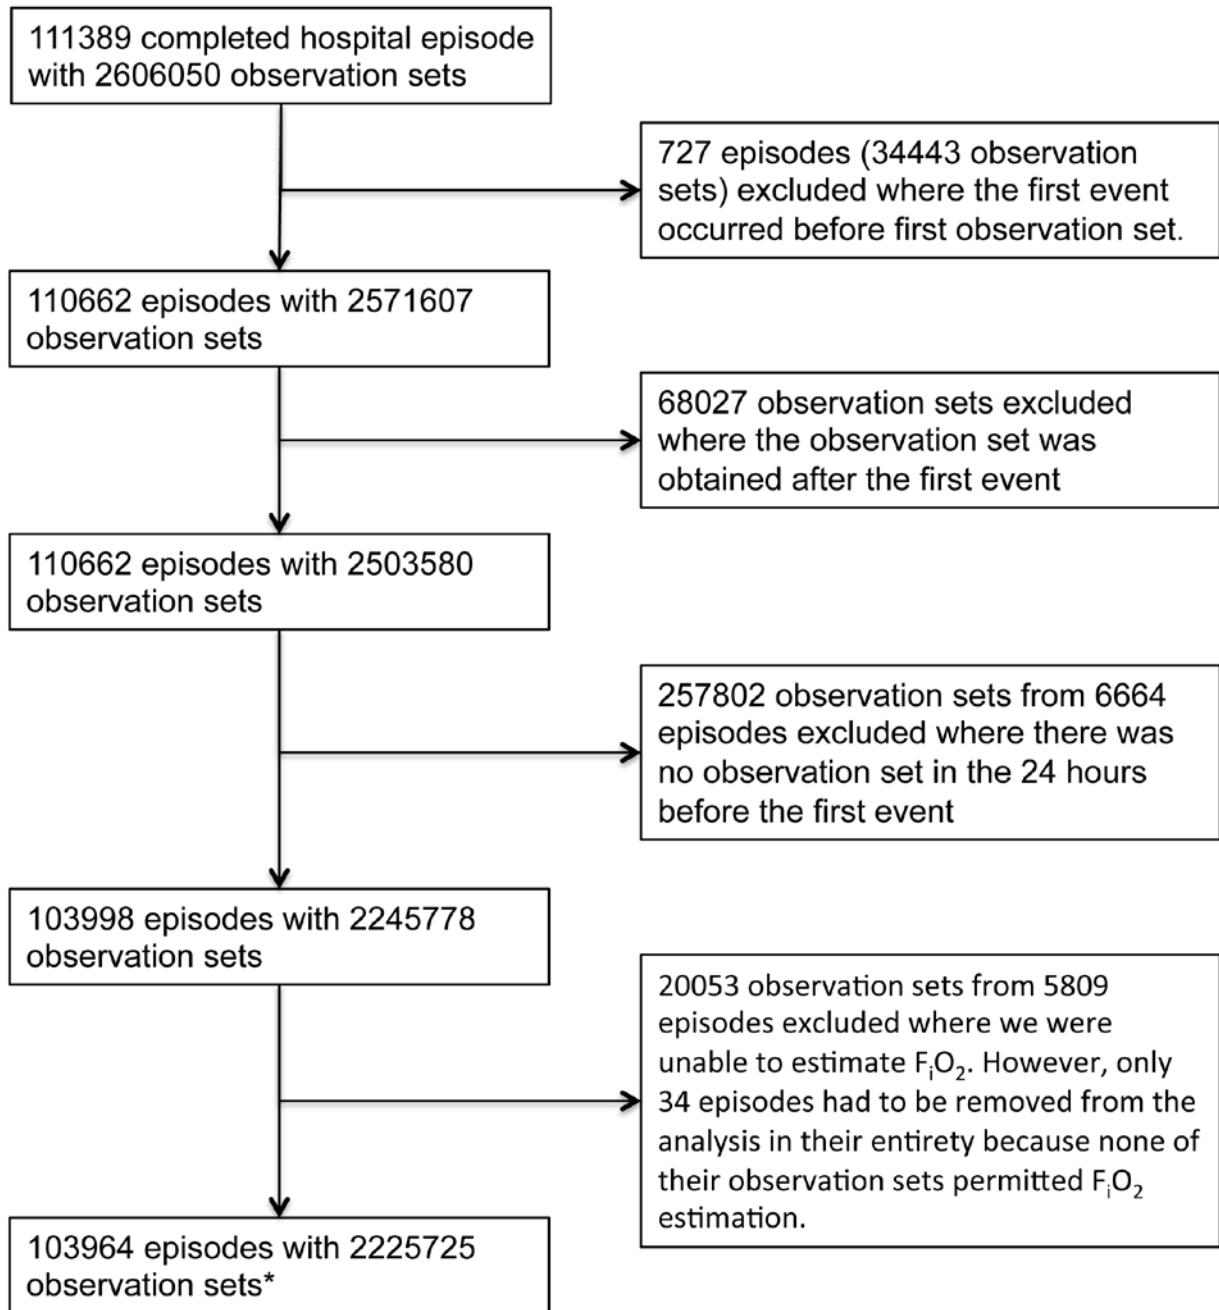 111389 completed hospital episode
with 2606050 observation sets
727 episodes (34443 observation
sets) excluded where the first event
occurred before first observation set.
110662 episodes with 2571607
observation sets
68027 observation sets excluded
where the observation set was
obtained after the first event
110662 episodes with 2503580
observation sets
257802 observation sets from 6664
episodes excluded where there was
no observation set in the 24 hours
before the first event
103998 episodes with 2245778
observation sets
20053 observation sets from 5809
episodes excluded where we were
unable to estimate FᵢO₂. However, only
34 episodes had to be removed from the
analysis in their entirety because none of
their observation sets permitted FᵢO₂
estimation.
103964 episodes with 2225725
observation sets*